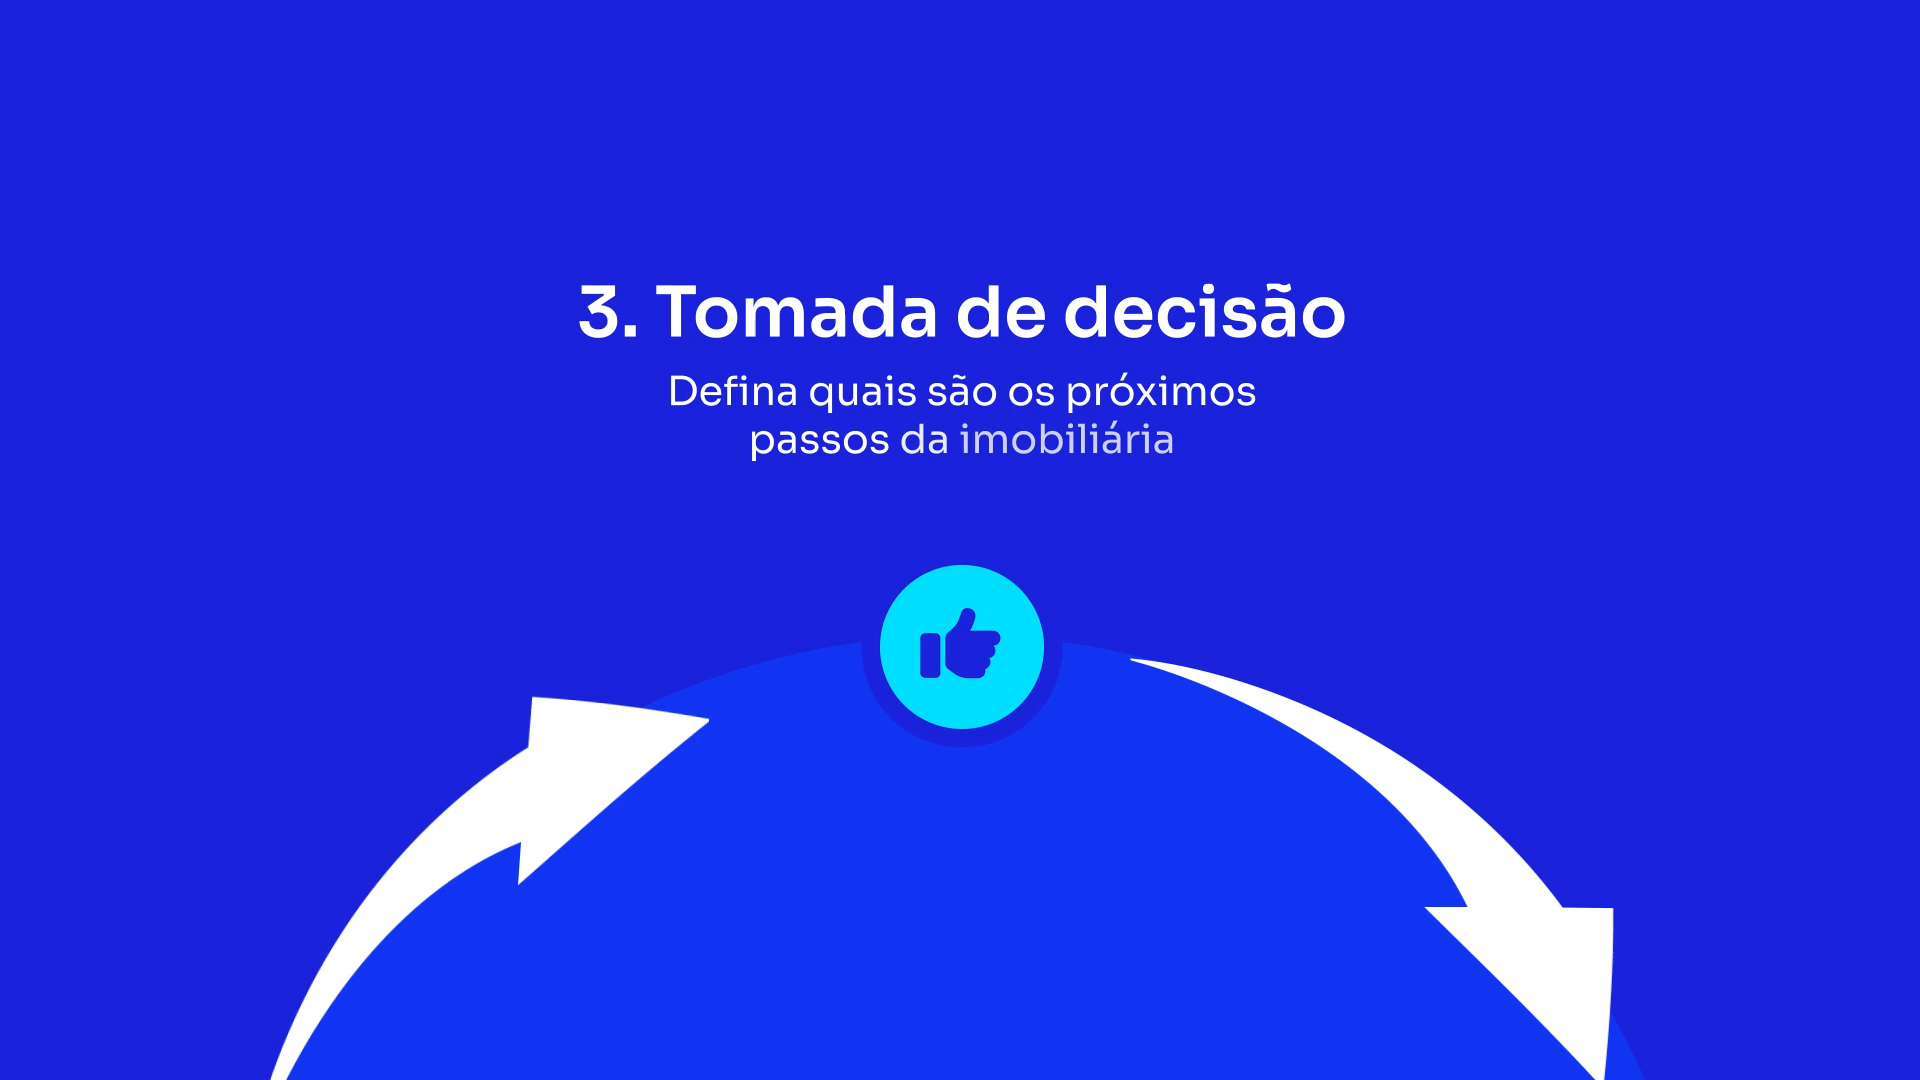 3. Tomada de decisão
Defina quais são os próximos
passos da imobiliária